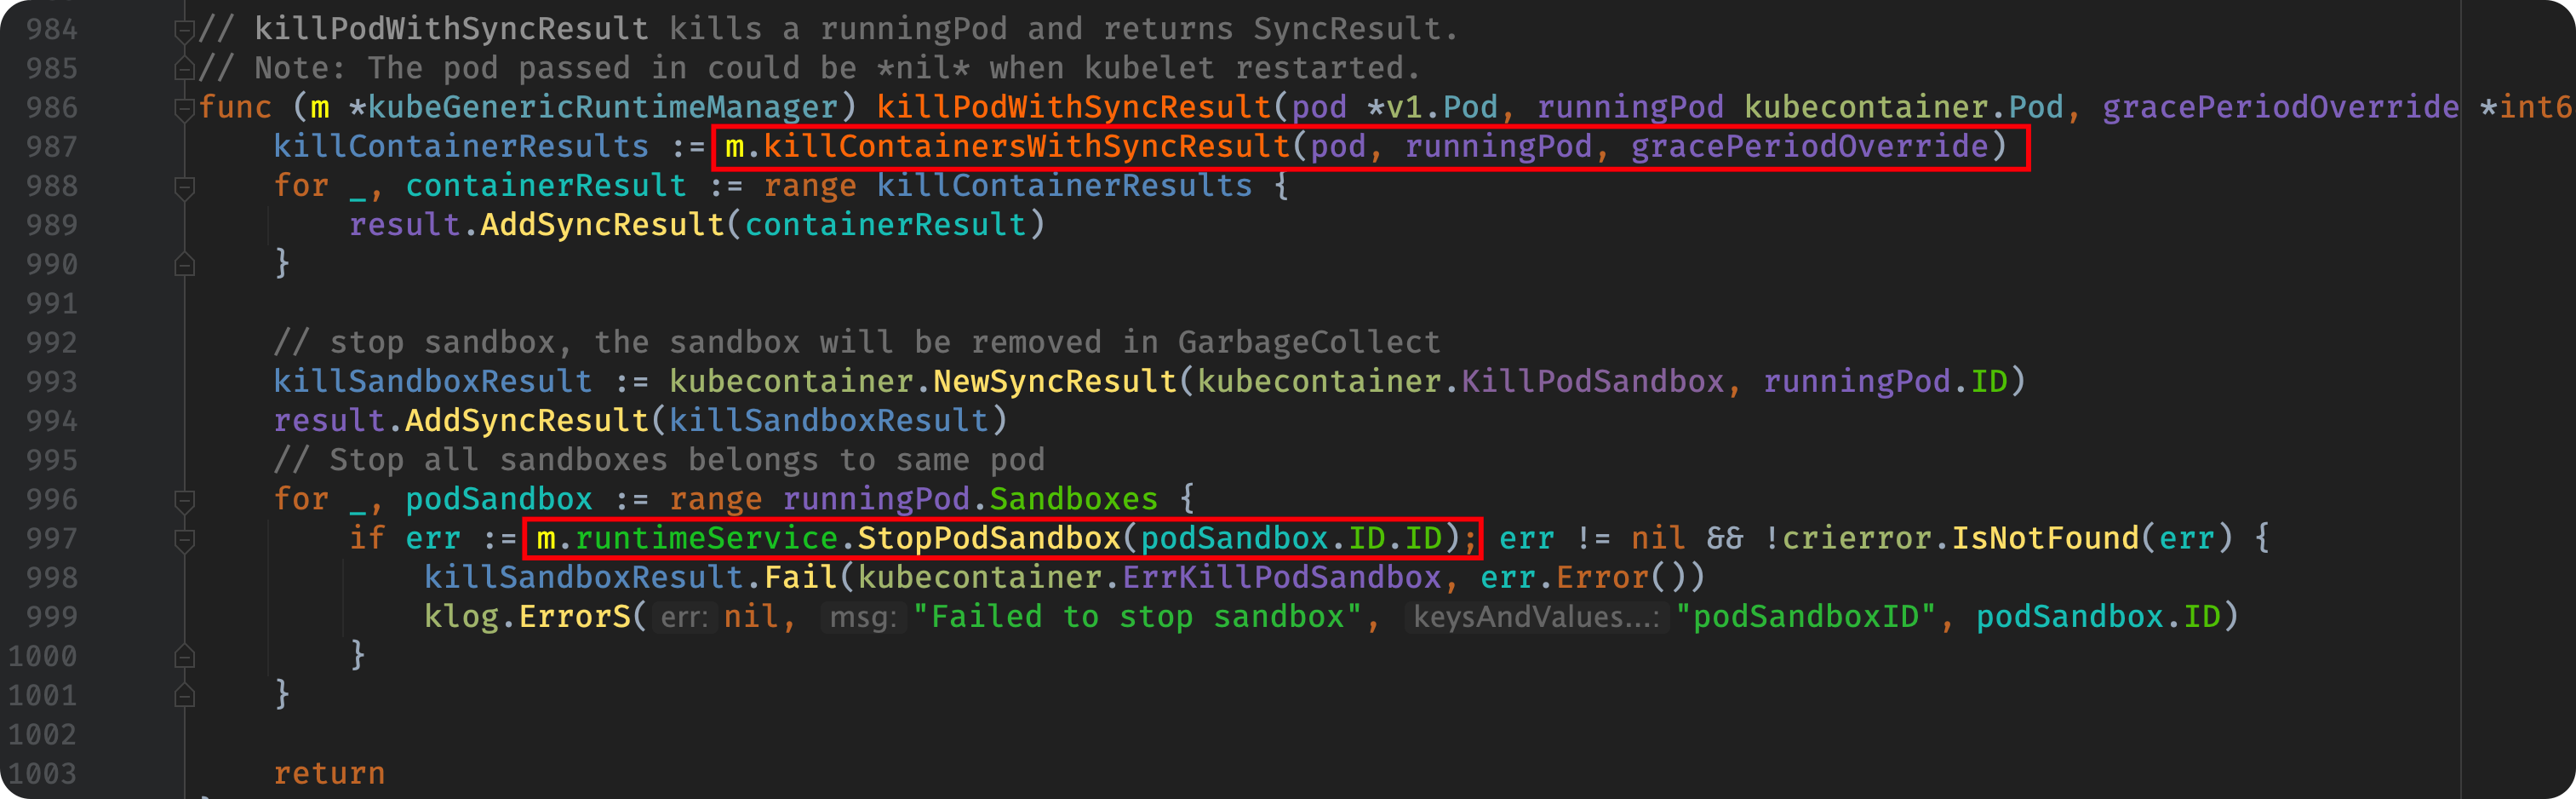 984 // killPodWithSyncResult kills a runningPod and returns SyncResult.
985 // Note: The pod passed in could be *nil* when kubelet restarted.
986 func (m *kubeGenericRuntimeManager) killPodWithSyncResult(pod *v1.Pod, runningPod kubecontainer.Pod, gracePeriodOverride *int6
987     killContainerResults := m.killContainersWithSyncResult(pod, runningPod, gracePeriodOverride)
988     for _, containerResult := range killContainerResults {
989         result.AddSyncResult(containerResult)
990     }
991
992     // stop sandbox, the sandbox will be removed in GarbageCollect
993     killSandboxResult := kubecontainer.NewSyncResult(kubecontainer.KillPodSandbox, runningPod.ID)
994     result.AddSyncResult(killSandboxResult)
995     // Stop all sandboxes belongs to same pod
996     for _, podSandbox := range runningPod.Sandboxes {
997         if err := m.runtimeService.StopPodSandbox(podSandbox.ID.ID); err != nil && !crierror.IsNotFound(err) {
998             killSandboxResult.Fail(kubecontainer.ErrKillPodSandbox, err.Error())
999             klog.ErrorS( err: nil, msg: "Failed to stop sandbox", keysAndValues...: "podSandboxID", podSandbox.ID)
1000         }
1001     }
1002
1003     return